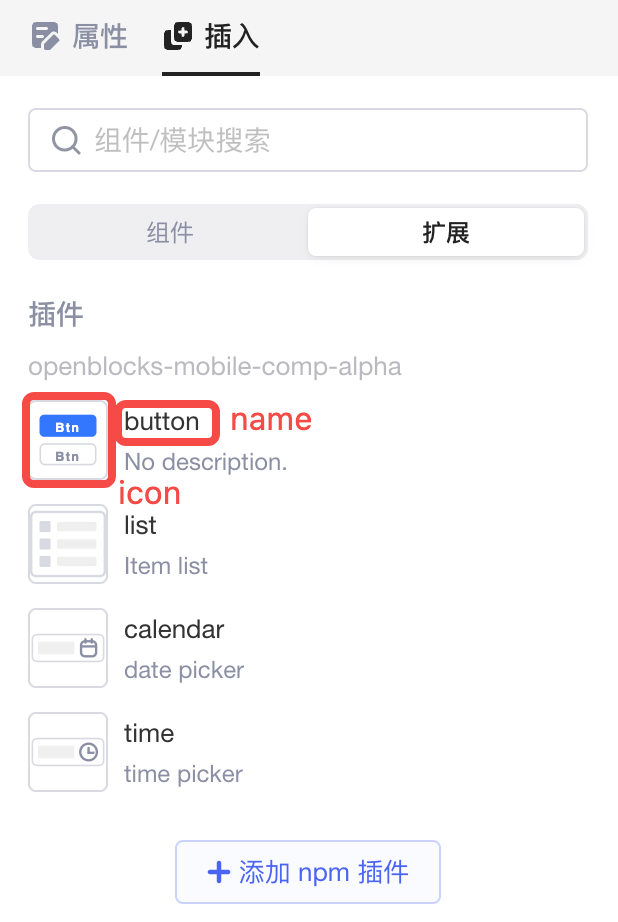 属性 插入
组件/模块搜索
组件 扩展
插件
openblocks-mobile-comp-alpha
Btn
Btn
button name
No description.
icon
list
Item list
calendar
date picker
time
time picker
+ 添加 npm 插件